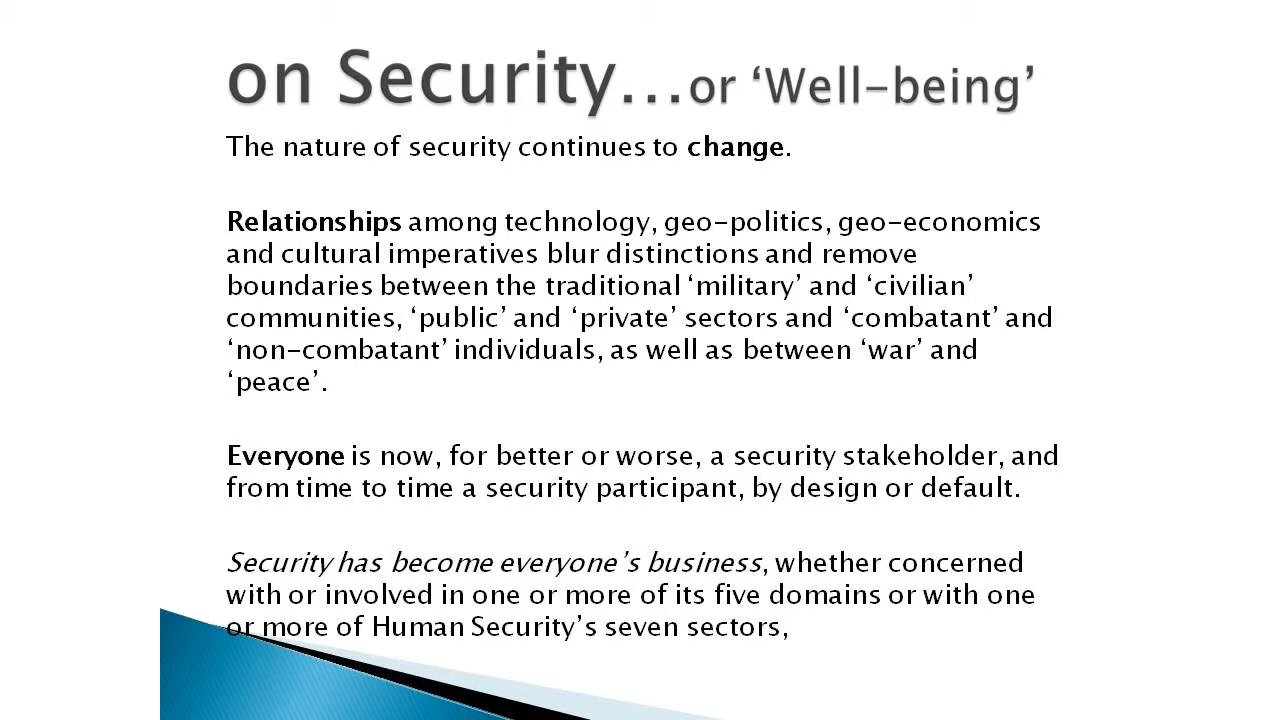 on Security...or ‘Well-being’
The nature of security continues to change.
Relationships among technology, geo-politics, geo-economics
and cultural imperatives blur distinctions and remove
boundaries between the traditional ‘military’ and ‘civilian’
communities, ‘public’ and ‘private’ sectors and ‘combatant’ and
‘non-combatant’ individuals, as well as between ‘war’ and
‘peace’.
Everyone is now, for better or worse, a security stakeholder, and
from time to time a security participant, by design or default.
Security has become everyone’s business, whether concerned
with or involved in one or more of its five domains or with one
or more of Human Security’s seven sectors,